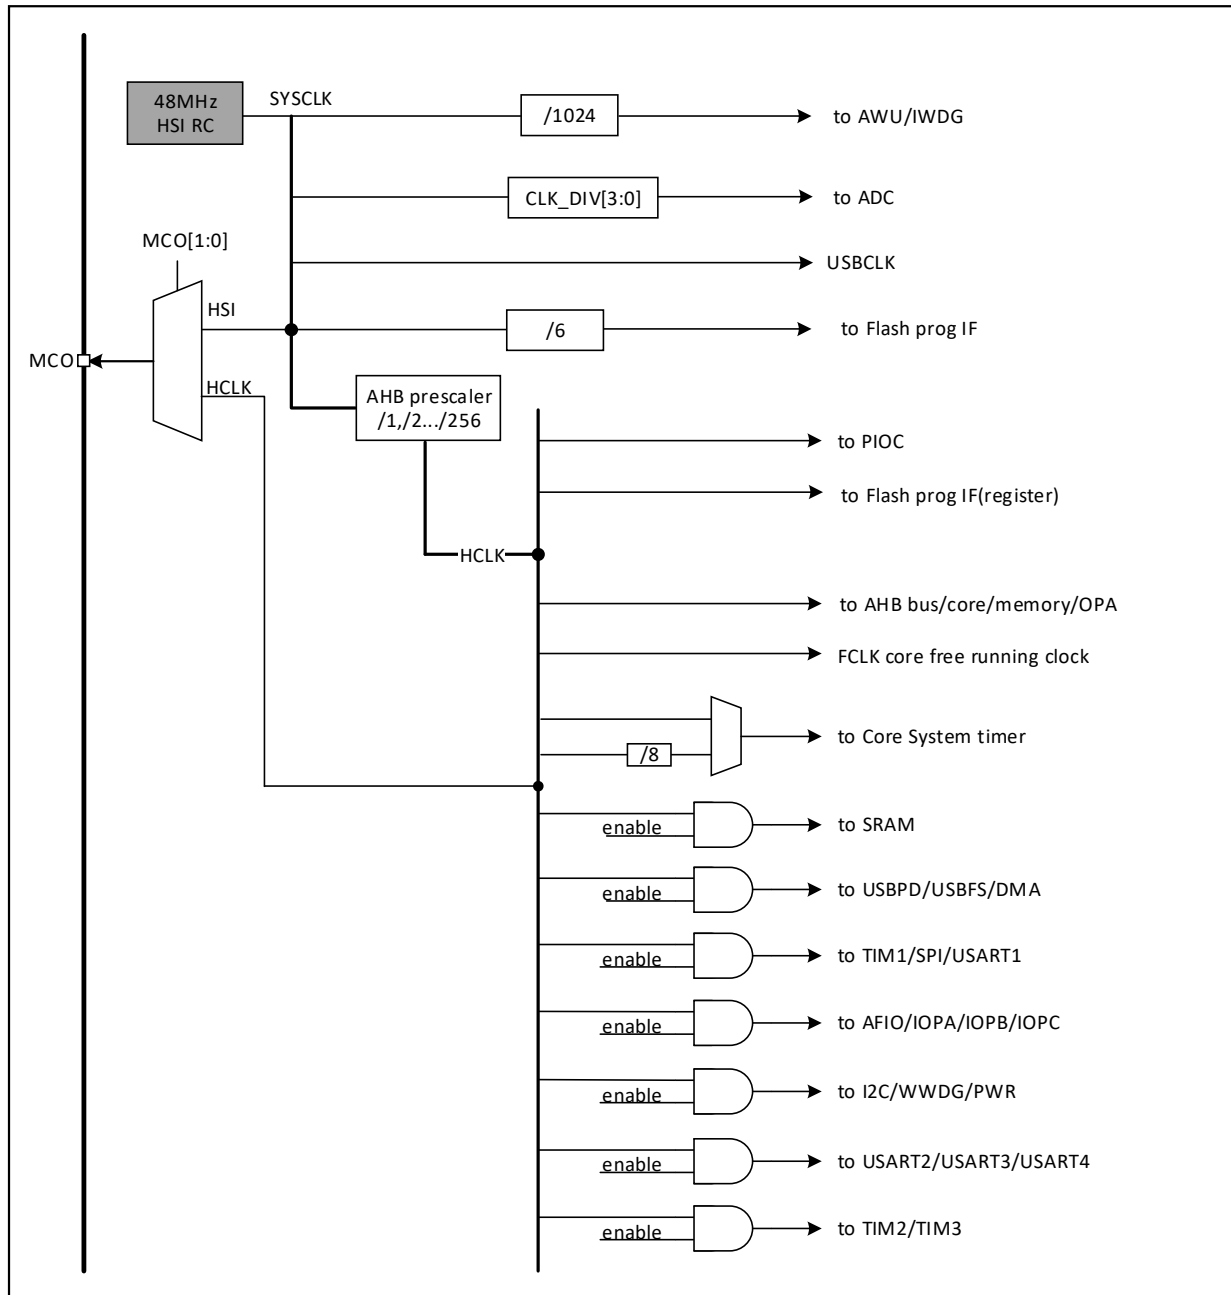 48MHz
HSI RC
SYSCLK
/1024
to AWU/IWDG
CLK_DIV[3:0]
to ADC
MCO[1:0]
USBCLK
HSI
/6
to Flash prog IF
MCO
HCLK
AHB prescaler
/1,/2.../256
to PIOC
to Flash prog IF(register)
HCLK
to AHB bus/core/memory/OPA
FCLK core free running clock
to Core System timer
/8
enable
to SRAM
enable
to USBPD/USBFS/DMA
enable
to TIM1/SPI/USART1
enable
to AFIO/IOPA/IOPB/IOPC
enable
to I2C/WWDG/PWR
enable
to USART2/USART3/USART4
enable
to TIM2/TIM3